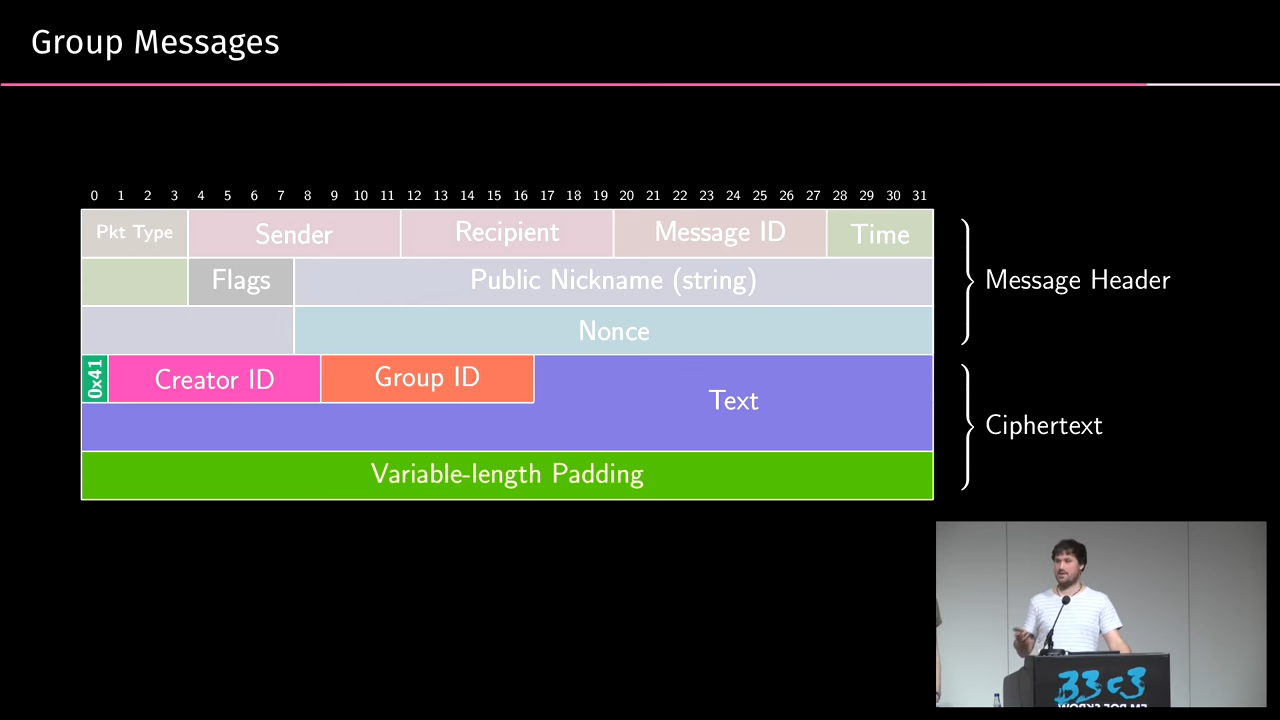 Group Messages
0 1 2 3 4 5 6 7 8 9 10 11 12 13 14 15 16 17 18 19 20 21 22 23 24 25 26 27 28 29 30 31
Pkt Type Sender Recipient Message ID Time
Flags Public Nickname (string)
Message Header
Nonce
0x41 Creator ID Group ID
Text
Ciphertext
Variable-length Padding
33c3